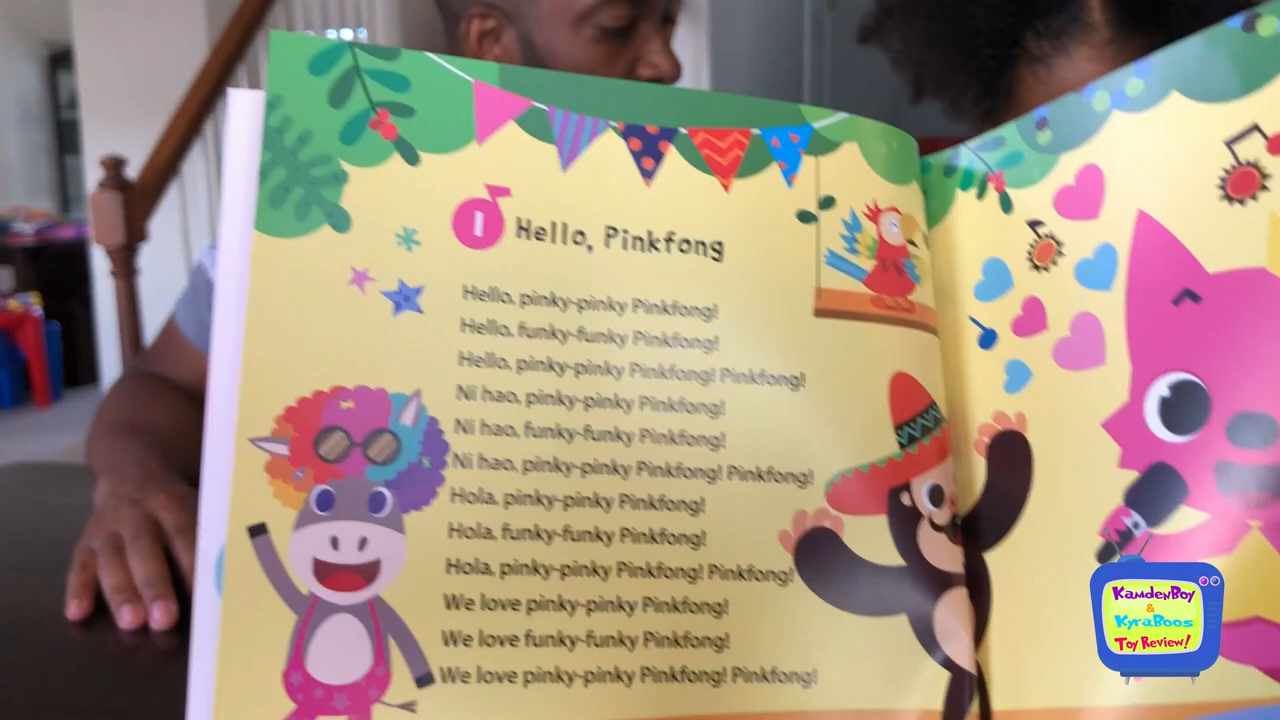 1 Hello, Pinkfong
Hello, pinky-pinky Pinkfong!
Hello, funky-funky Pinkfong!
Hello, pinky-pinky Pinkfong! Pinkfong!
Ni hao, pinky-pinky Pinkfong!
Ni hao, funky-funky Pinkfong!
Ni hao, pinky-pinky Pinkfong! Pinkfong!
Hola, pinky-pinky Pinkfong!
Hola, funky-funky Pinkfong!
Hola, pinky-pinky Pinkfong! Pinkfong!
We love pinky-pinky Pinkfong!
We love funky-funky Pinkfong!
We love pinky-pinky Pinkfong! Pinkfong!
KamdenBoy
&
KyraBoos
Toy Review!